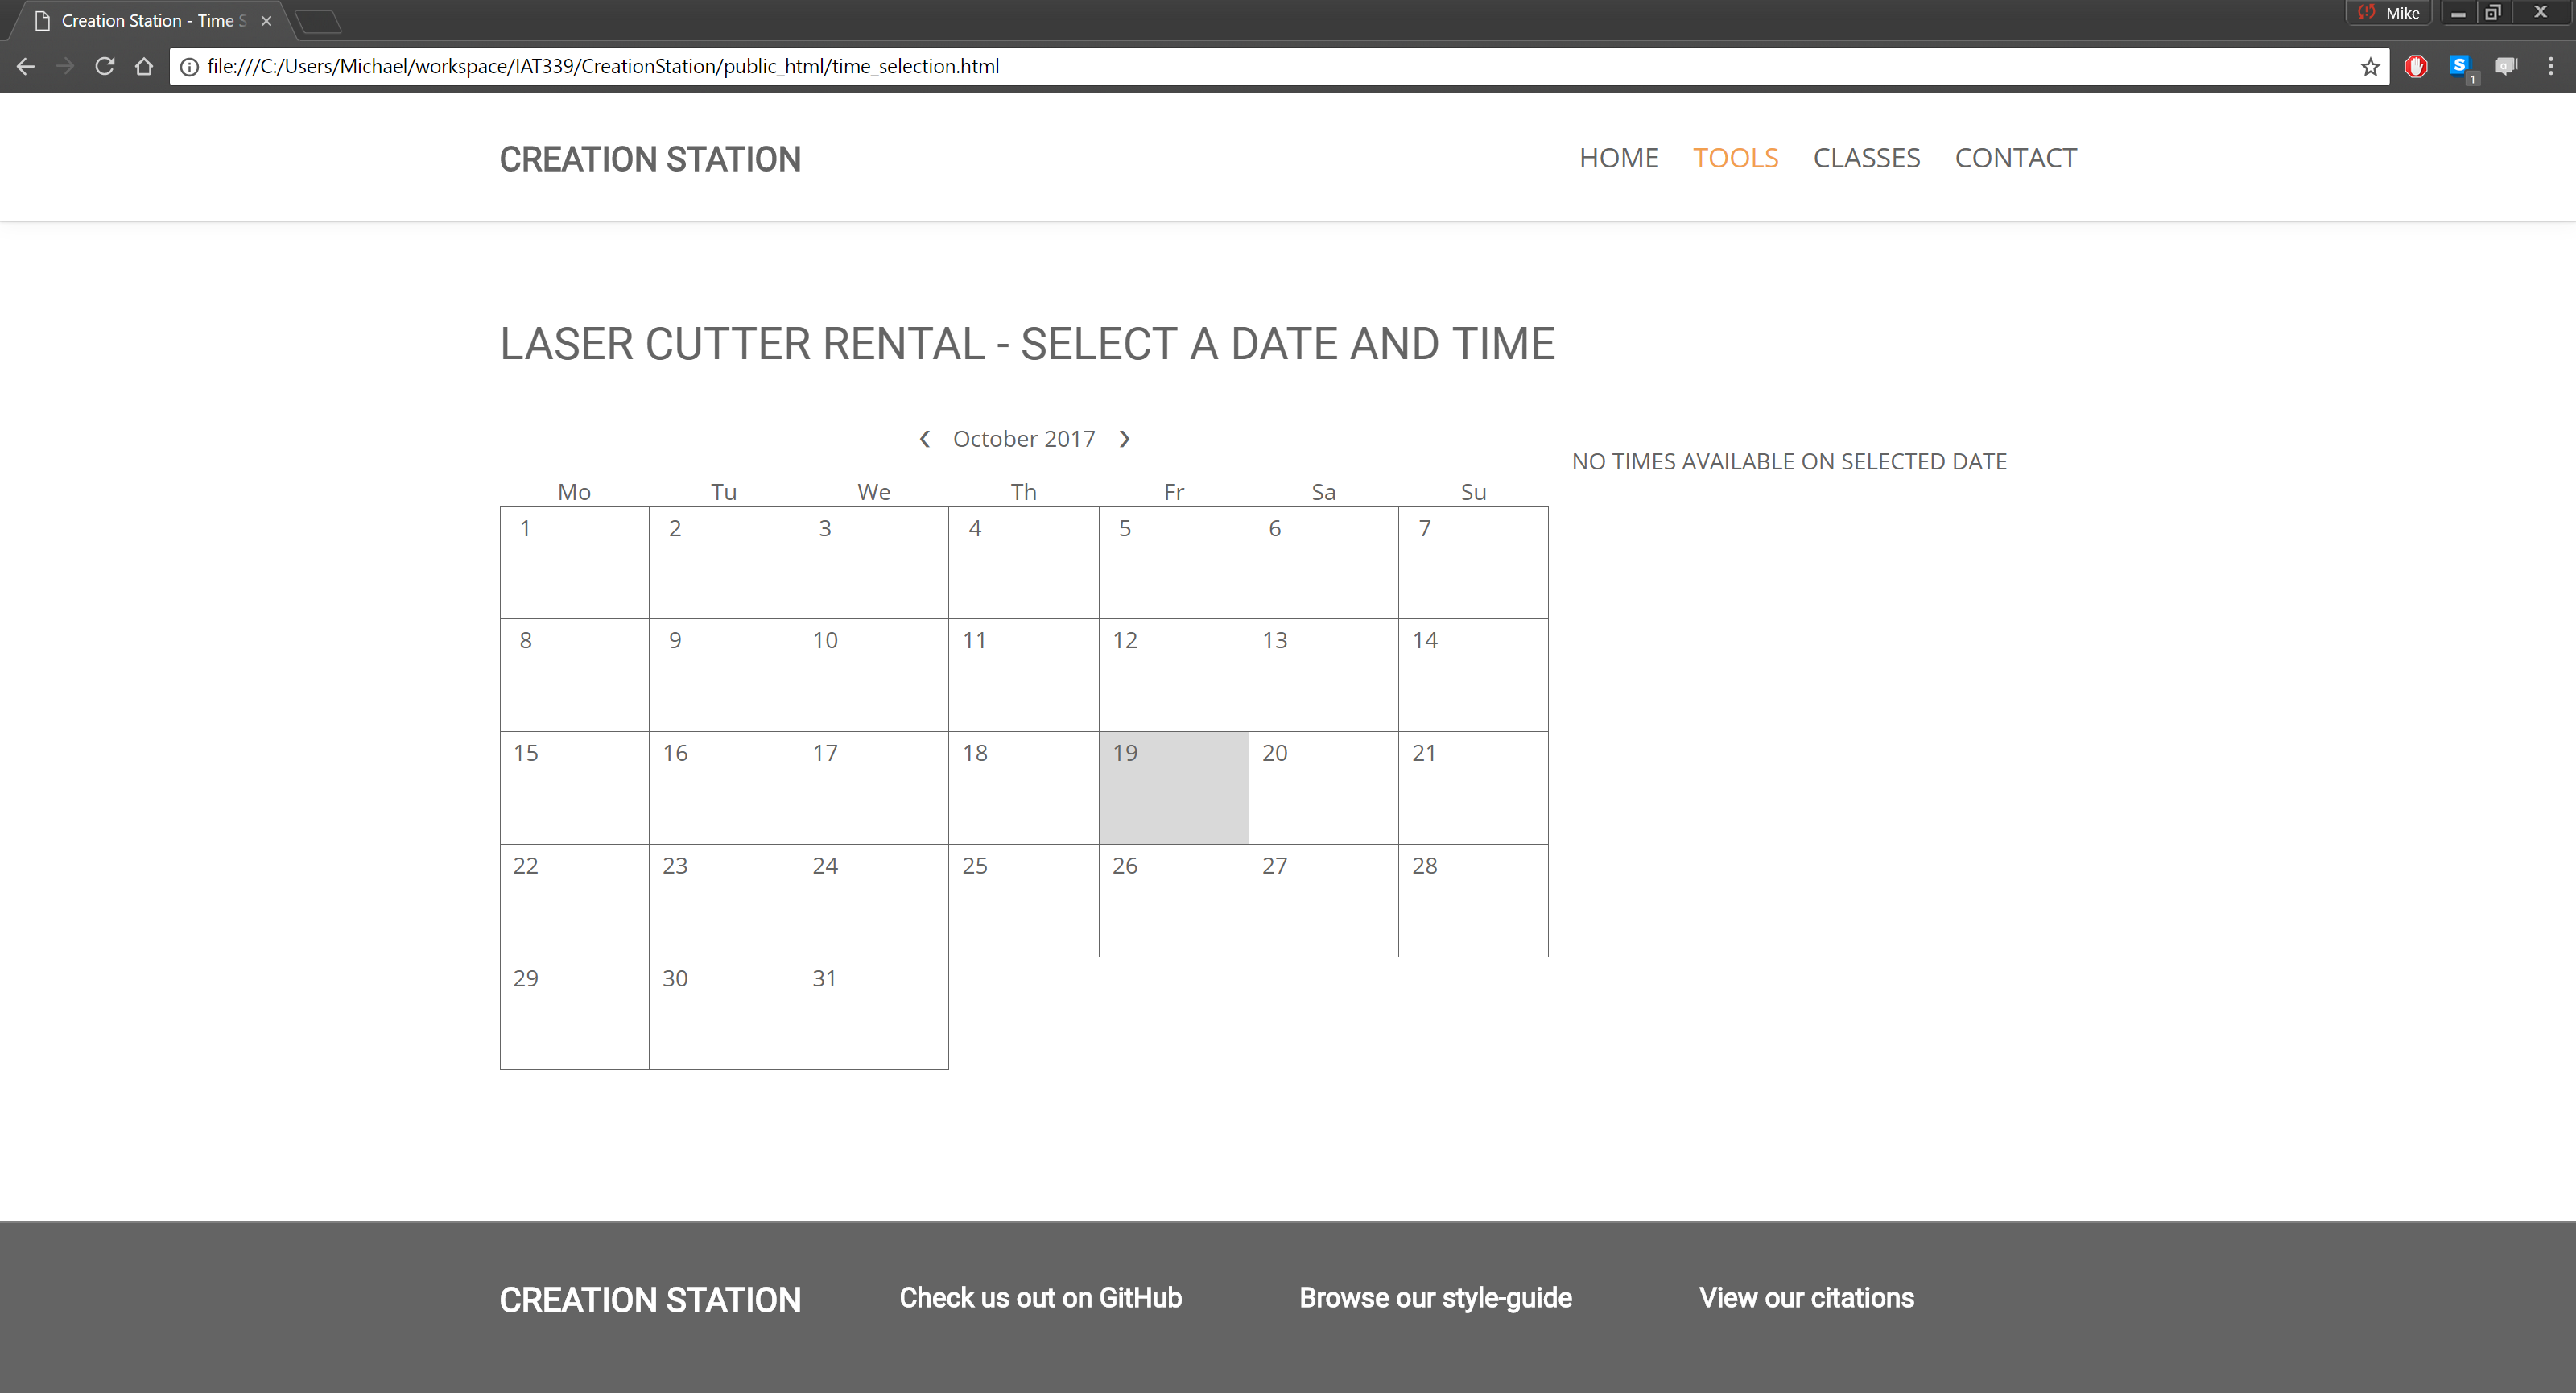 Creation Station - Time S
Mike
file:///C:/Users/Michael/workspace/IAT339/CreationStation/public_html/time_selection.html
S
1
CREATION STATION
HOME TOOLS CLASSES CONTACT
LASER CUTTER RENTAL - SELECT A DATE AND TIME
‹ October 2017 ›
NO TIMES AVAILABLE ON SELECTED DATE
Mo Tu We Th Fr Sa Su
1 2 3 4 5 6 7
8 9 10 11 12 13 14
15 16 17 18 19 20 21
22 23 24 25 26 27 28
29 30 31
CREATION STATION Check us out on GitHub Browse our style-guide View our citations